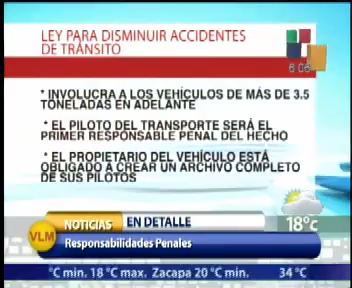 LEY PARA DISMINUIR ACCIDENTES
DE TRÁNSITO
6:06
* INVOLUCRA A LOS VEHÍCULOS DE MÁS DE 3.5
TONELADAS EN ADELANTE
* EL PILOTO DEL TRANSPORTE SERÁ EL
PRIMER RESPONSABLE PENAL DEL HECHO
* EL PROPIETARIO DEL VEHÍCULO ESTÁ
OBLIGADO A CREAR UN ARCHIVO COMPLETO
DE SUS PILOTOS
18°C
VLM
NOTICIAS EN DETALLE
Responsabilidades Penales
°C min. 18 °C max. Zacapa 20 °C min. 34 °C